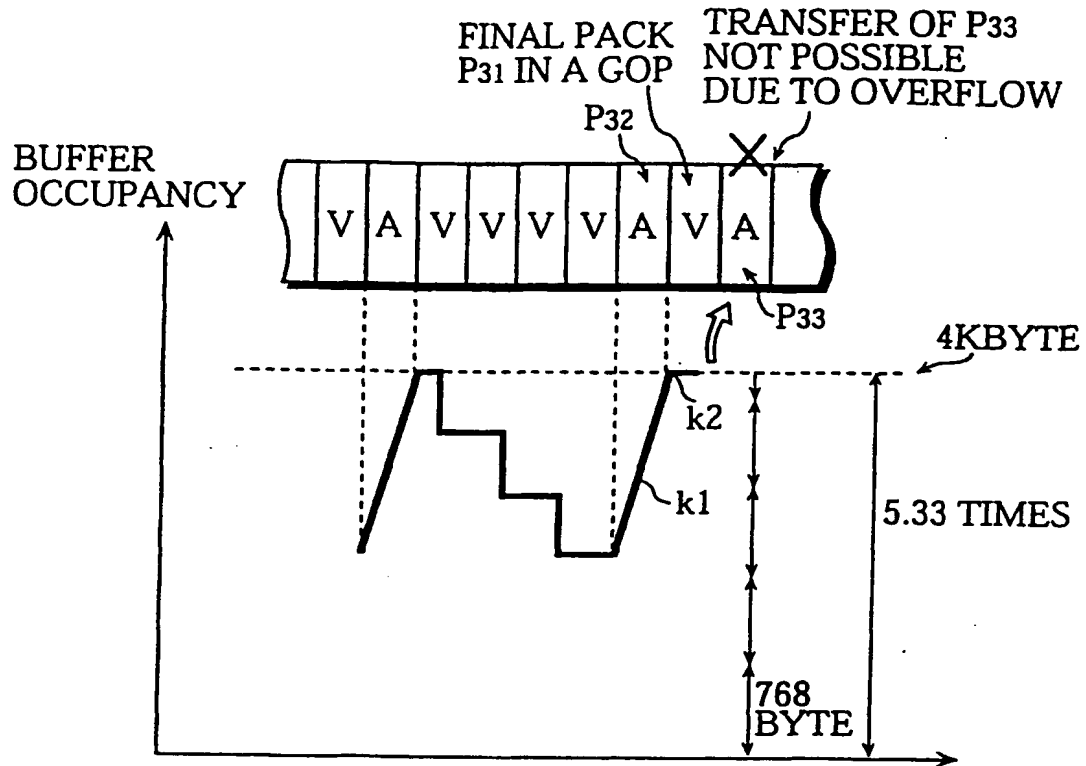 FINAL PACK
P31 IN A GOP
TRANSFER OF P33
NOT POSSIBLE
DUE TO OVERFLOW
P32
BUFFER
OCCUPANCY
V A V V V V A V A
P33
4KBYTE
k2
k1
5.33 TIMES
768
BYTE